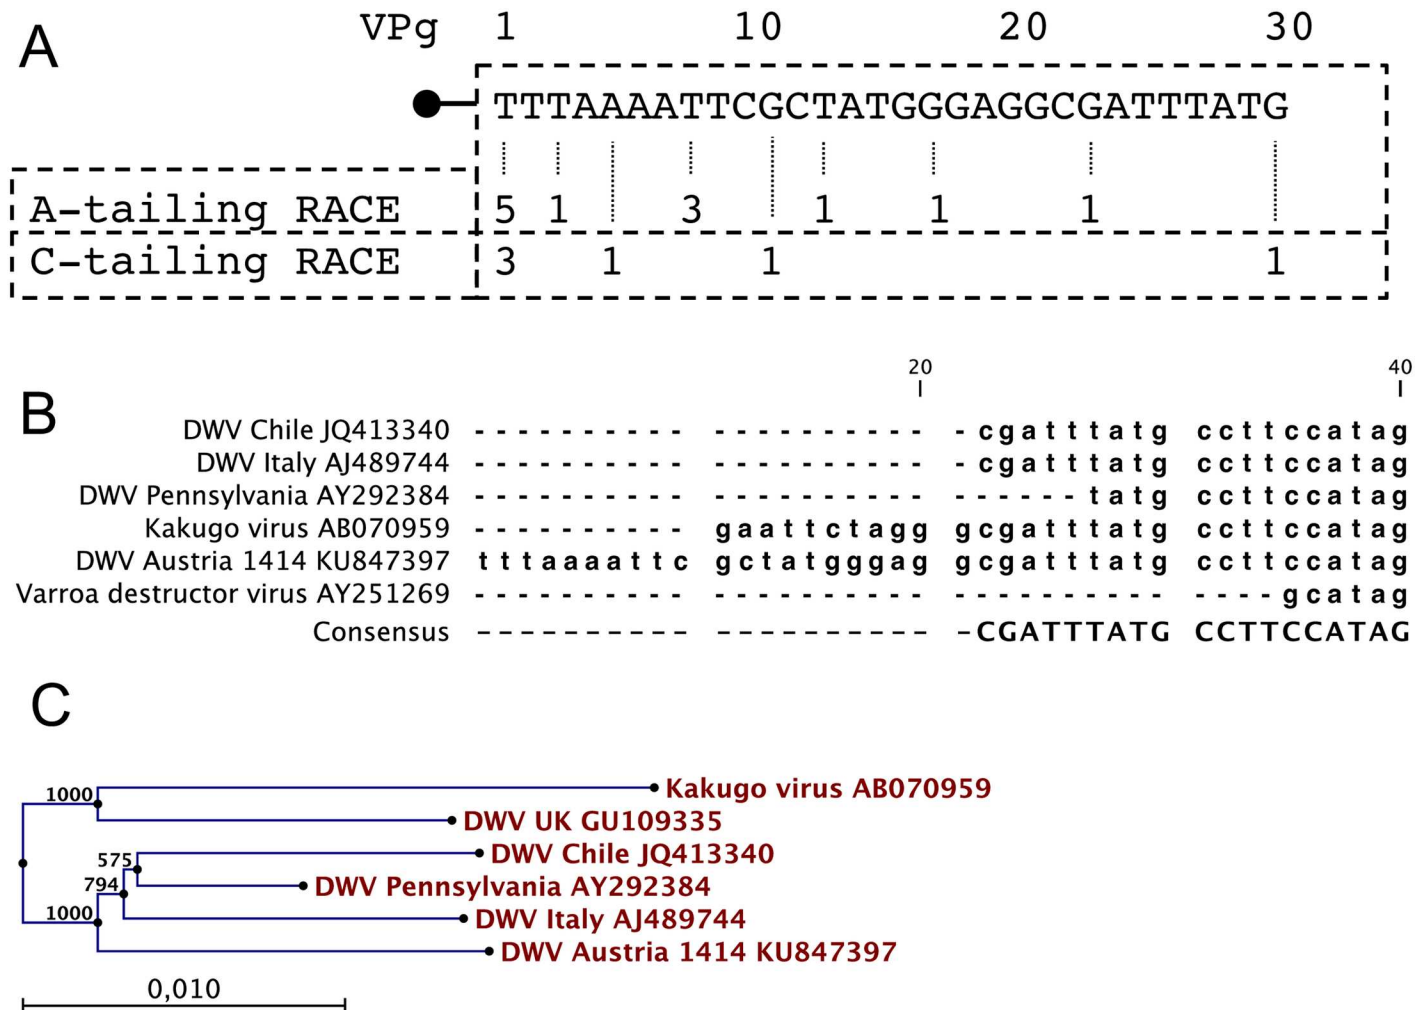 A
VPg 1 10 20 30
TTTAAAATTCGCTATGGGAGGCGATTTATG
A-tailing RACE 5 1 3 1 1 1
C-tailing RACE 3 1 1 1
20 40
B
DWV Chile JQ413340 - - - - - - - - - - - - - - - - - - - - - cgatttatg ccttccatag
DWV Italy AJ489744 - - - - - - - - - - - - - - - - - - - - - cgatttatg ccttccatag
DWV Pennsylvania AY292384 - - - - - - - - - - - - - - - - - - - - - - - - - - tatg ccttccatag
Kakugo virus AB070959 - - - - - - - - - - gaattctagg gcgatttatg ccttccatag
DWV Austria 1414 KU847397 tttaaaattc gctatgggag gcgatttatg ccttccatag
Varroa destructor virus AY251269 - - - - - - - - - - - - - - - - - - - - - - - - - - - - - - - - - - gcatag
Consensus - - - - - - - - - - - - - - - - - - - - - CGATTTATG CCTTCCATAG
C
1000 Kakugo virus AB070959
DWV UK GU109335
575 DWV Chile JQ413340
794 DWV Pennsylvania AY292384
1000 DWV Italy AJ489744
DWV Austria 1414 KU847397
0,010